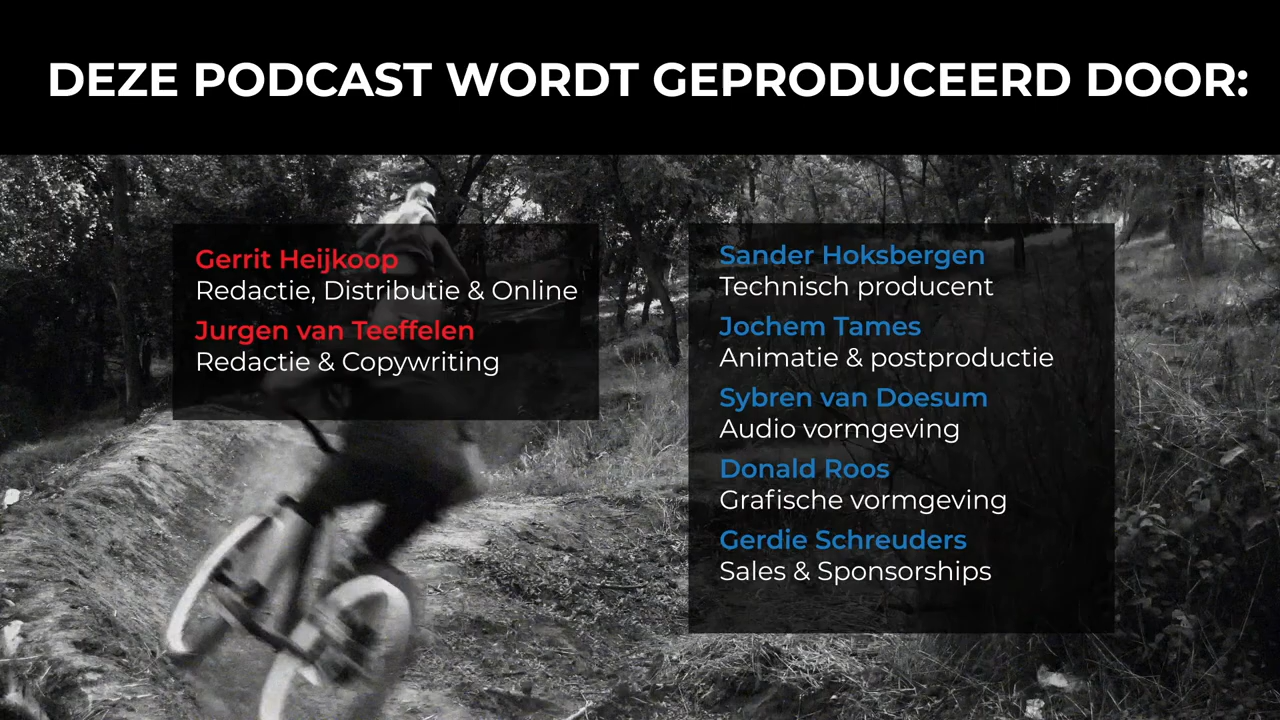 DEZE PODCAST WORDT GEPRODUCEERD DOOR:
Gerrit Heijkoop
Redactie, Distributie & Online
Jurgen van Teeffelen
Redactie & Copywriting
Sander Hoksbergen
Technisch producent
Jochem Tames
Animatie & postproductie
Sybren van Doesum
Audio vormgeving
Donald Roos
Grafische vormgeving
Gerdie Schreuders
Sales & Sponsorships